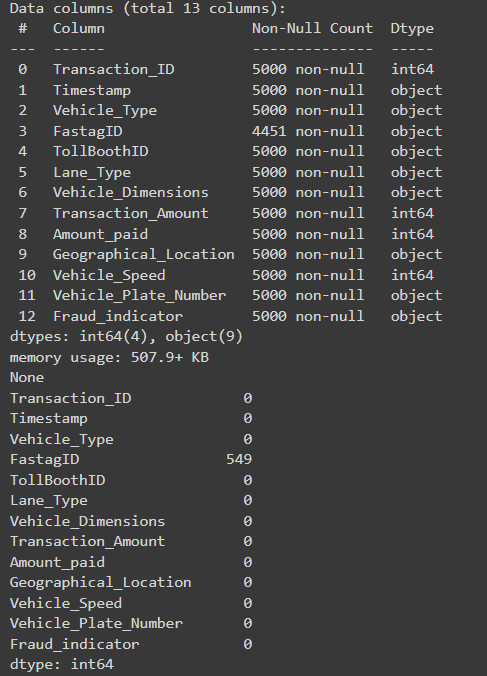 Data columns (total 13 columns):
 #   Column                 Non-Null Count  Dtype
---  ------                 --------------  -----
 0   Transaction_ID         5000 non-null   int64
 1   Timestamp              5000 non-null   object
 2   Vehicle_Type           5000 non-null   object
 3   FastagID               4451 non-null   object
 4   TollBoothID            5000 non-null   object
 5   Lane_Type              5000 non-null   object
 6   Vehicle_Dimensions     5000 non-null   object
 7   Transaction_Amount     5000 non-null   int64
 8   Amount_paid            5000 non-null   int64
 9   Geographical_Location  5000 non-null   object
 10  Vehicle_Speed          5000 non-null   int64
 11  Vehicle_Plate_Number   5000 non-null   object
 12  Fraud_indicator        5000 non-null   object
dtypes: int64(4), object(9)
memory usage: 507.9+ KB
None
Transaction_ID             0
Timestamp                  0
Vehicle_Type               0
FastagID                 549
TollBoothID                0
Lane_Type                  0
Vehicle_Dimensions         0
Transaction_Amount         0
Amount_paid                0
Geographical_Location      0
Vehicle_Speed              0
Vehicle_Plate_Number       0
Fraud_indicator            0
dtype: int64